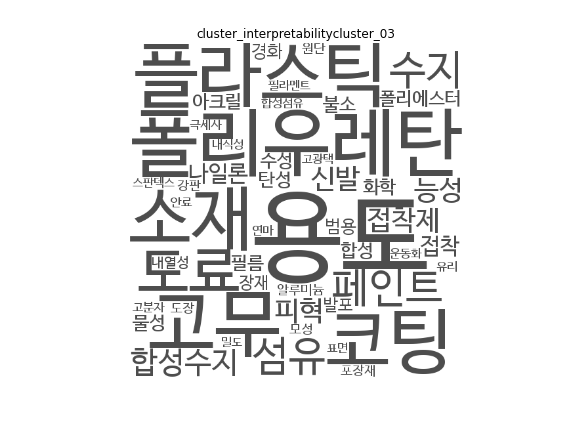 cluster_interpretabilitycluster_03
플라스틱
경화
원단
수지
필라멘트
아크릴
합성섬유
불소
폴리에스터
폴리우레탄
극세사
내식성
고광택
나일론
수성
탄성
신발
화학
능성
스판덱스
강판
소재
용도
안료
연마
범용
접착제
도료
내열성
필름
합성
운동화
접착
유리
장재
알루미늄
페인트
고무
고분자
도장
피혁
발포
물성
코팅
밀도
모성
섬유
표면
합성수지
포장재